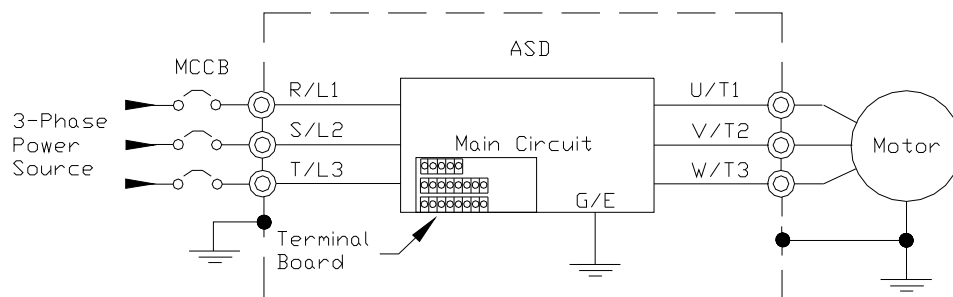 ASD
MCCB
R/L1
U/T1
3-Phase
Power
Source
S/L2
V/T2
Main Circuit
Motor
T/L3
W/T3
G/E
Terminal
Board